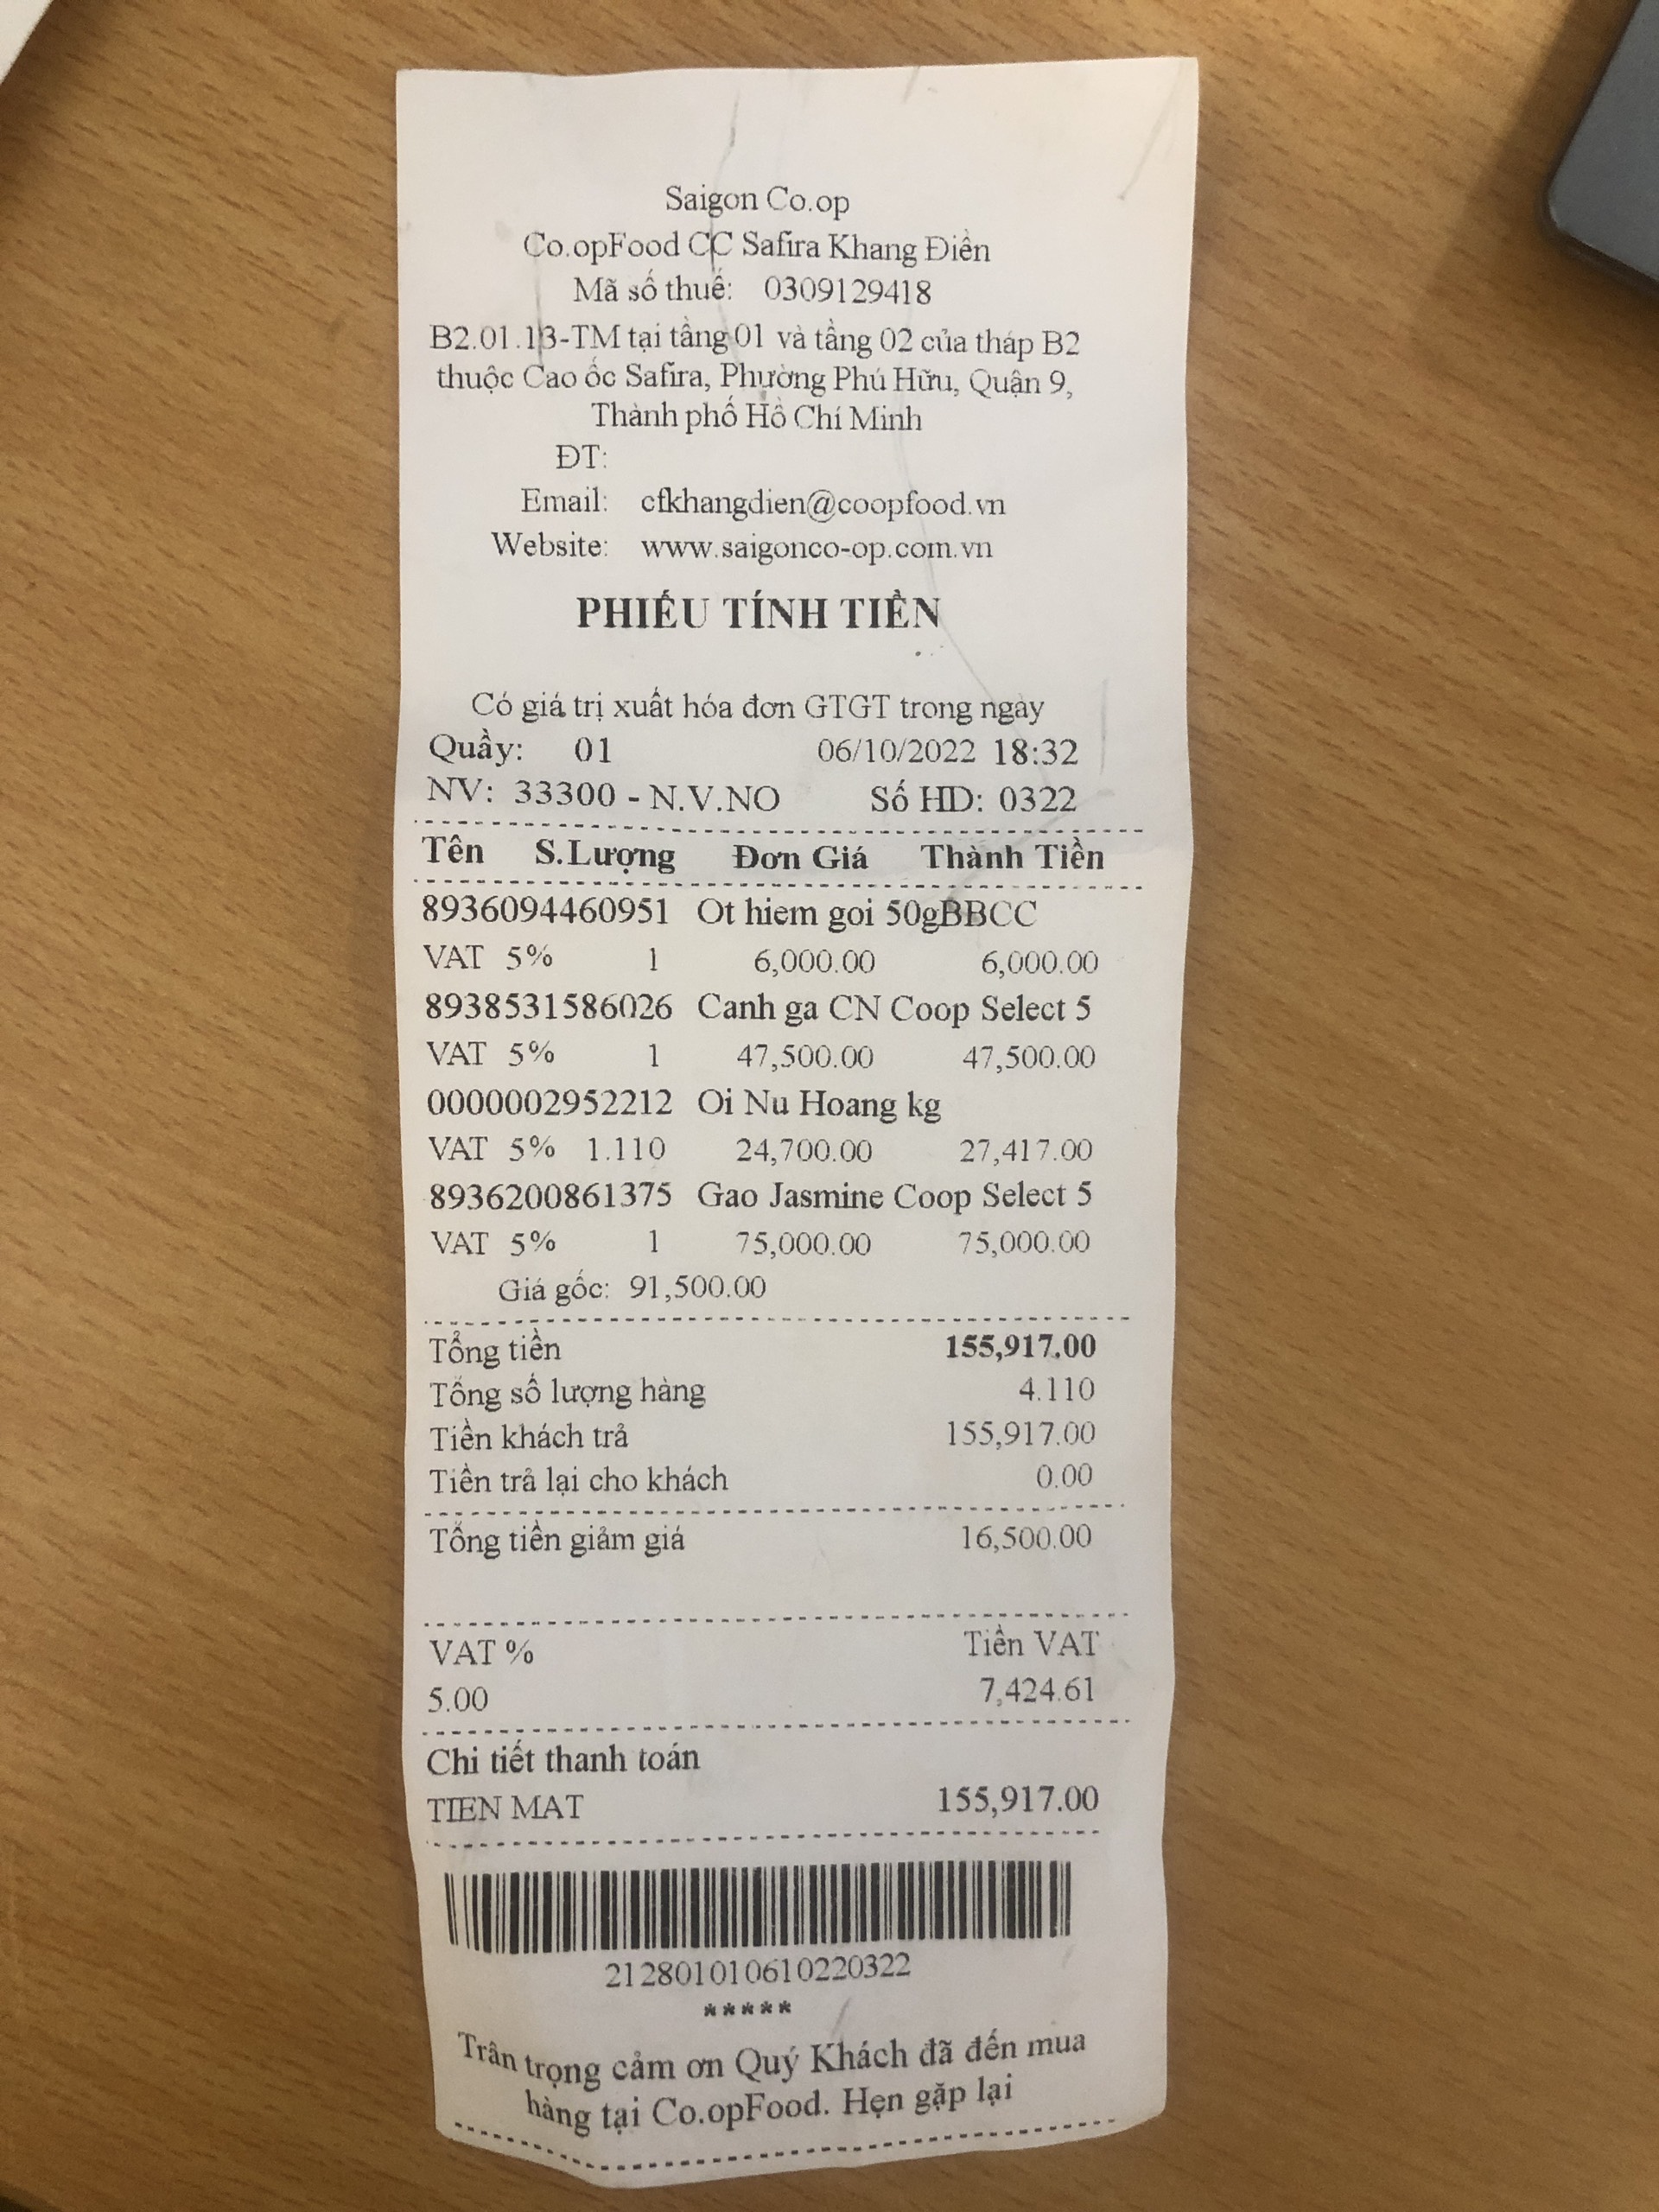 Saigon Co.op
Co.opFood CC Safira Khang Điền
Mã số thuế: 0309129418
B2.01.13-TM tại tầng 01 và tầng 02 của tháp B2
thuộc Cao ốc Safira, Phường Phú Hữu, Quận 9,
Thành phố Hồ Chí Minh
ĐT:
Email: cfkhangdien@coopfood.vn
Website: www.saigonco-op.com.vn
PHIẾU TÍNH TIỀN
Có giá trị xuất hóa đơn GTGT trong ngày
Quầy: 01 06/10/2022 18:32
NV: 33300 - N.V.NO Số HD: 0322
Tên S.Lượng Đơn Giá Thành Tiền
8936094460951 Ot hiem goi 50gBBCC
VAT 5% 1 6,000.00 6,000.00
8938531586026 Canh ga CN Coop Select 5
VAT 5% 1 47,500.00 47,500.00
0000002952212 Oi Nu Hoang kg
VAT 5% 1.110 24,700.00 27,417.00
8936200861375 Gao Jasmine Coop Select 5
VAT 5% 1 75,000.00 75,000.00
Giá gốc: 91,500.00
Tổng tiền 155,917.00
Tổng số lượng hàng 4.110
Tiền khách trả 155,917.00
Tiền trả lại cho khách 0.00
Tổng tiền giảm giá 16,500.00
VAT % Tiền VAT
5.00 7,424.61
Chi tiết thanh toán
TIEN MAT 155,917.00
212801010610220322
*****
Trân trọng cảm ơn Quý Khách đã đến mua
hàng tại Co.opFood. Hẹn gặp lại